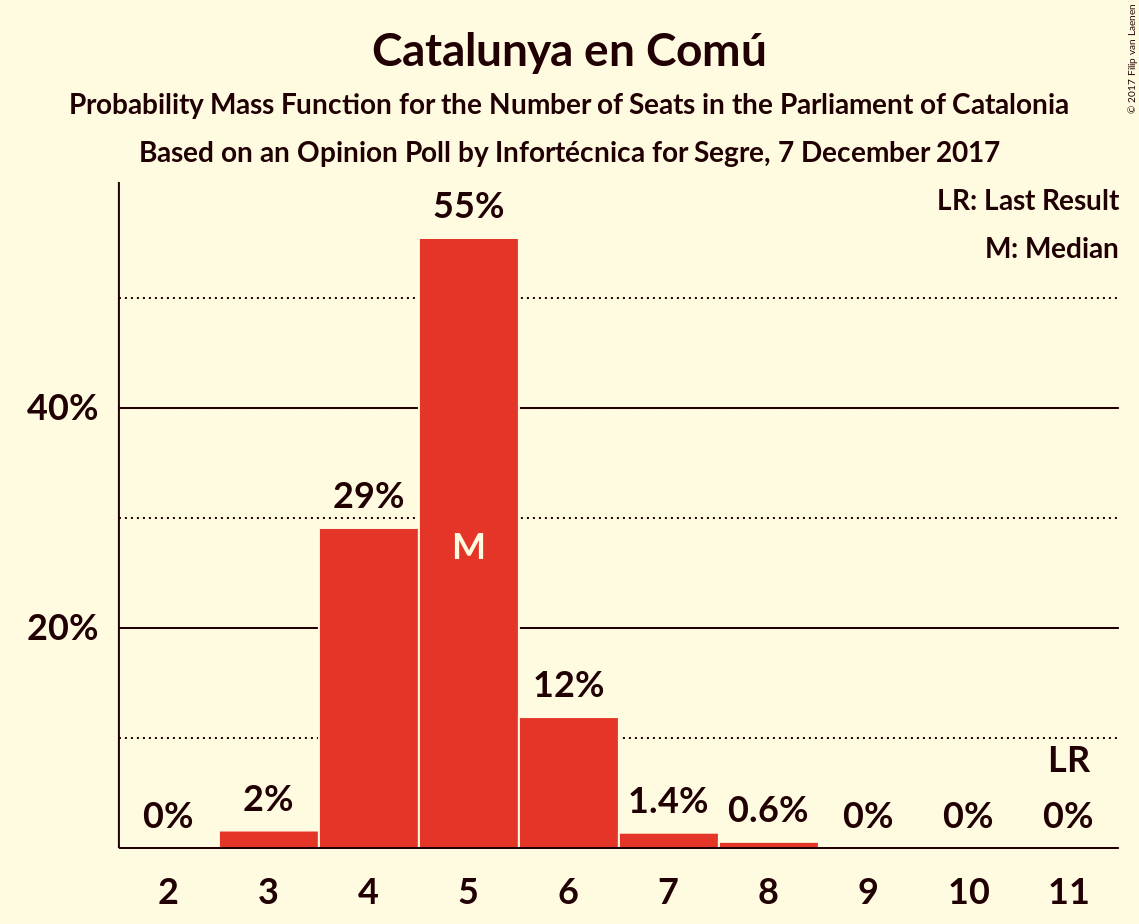 Catalunya en Comú
Probability Mass Function for the Number of Seats in the Parliament of Catalonia
Based on an Opinion Poll by Infortécnica for Segre, 7 December 2017
© 2017 Filip van Laenen
LR: Last Result
M: Median
55%
40%
29%
M
20%
12%
LR
0%
2%
1.4%
0.6%
0%
0%
0%
2
3
4
5
6
7
8
9
10
11